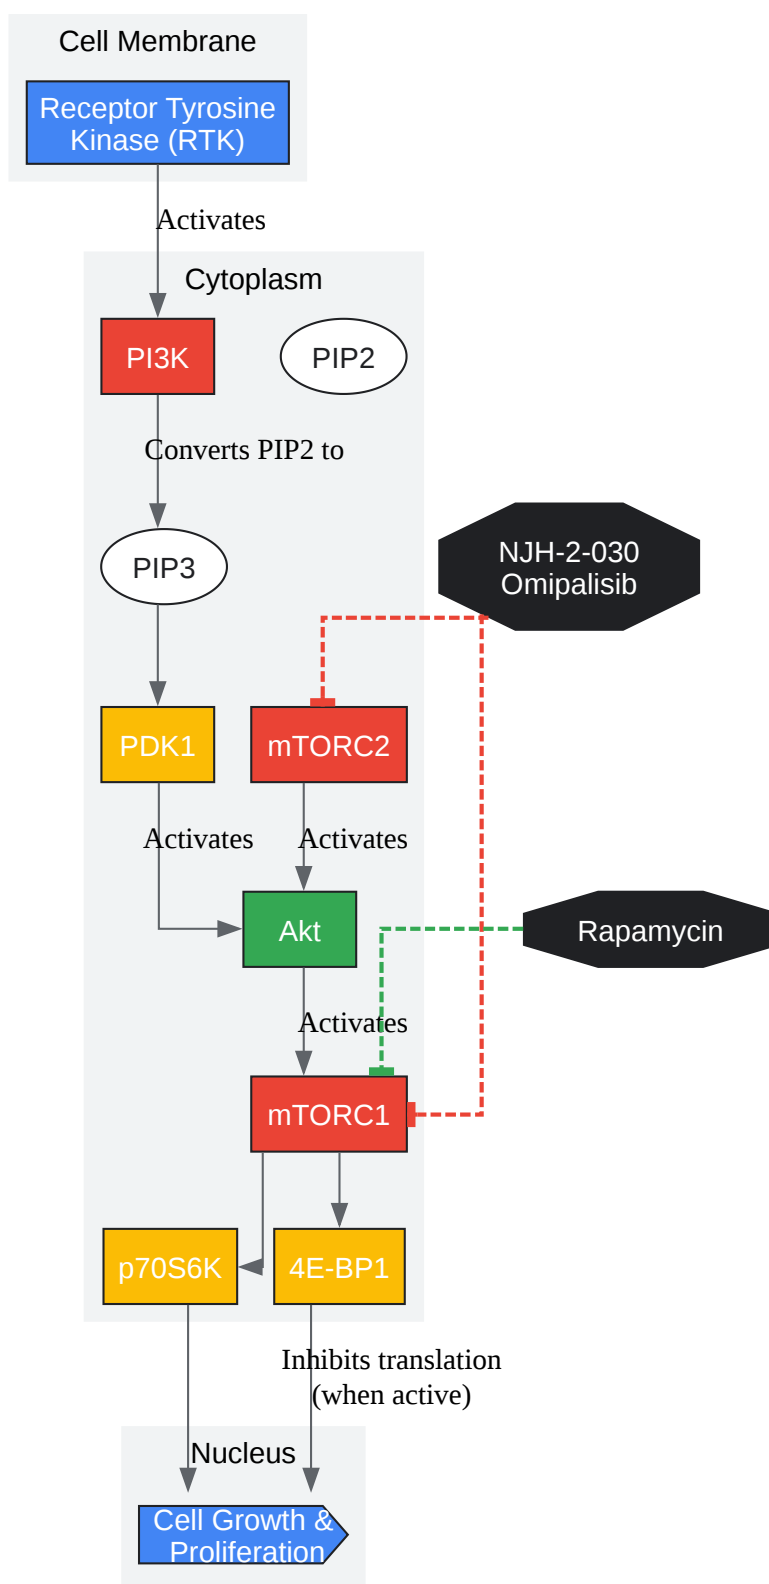 Cell Membrane
Receptor Tyrosine
Kinase (RTK)
Activates
Cytoplasm
PI3K
PIP2
Converts PIP2 to
PIP3
NJH-2-030
Omipalisib
PDK1
mTORC2
Activates
Activates
Akt
Rapamycin
Activates
mTORC1
p70S6K
4E-BP1
Inhibits translation
(when active)
Nucleus
Cell Growth &
Proliferation